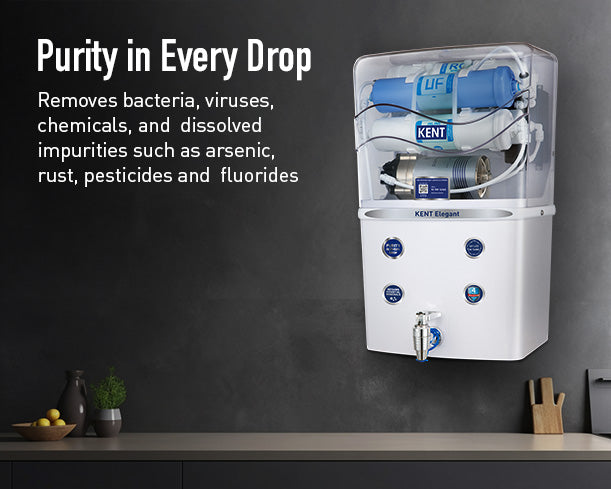 Purity in Every Drop
Removes bacteria, viruses,
chemicals, and dissolved
impurities such as arsenic,
rust, pesticides and fluorides
RO
UF
KENT
KENT Elegant